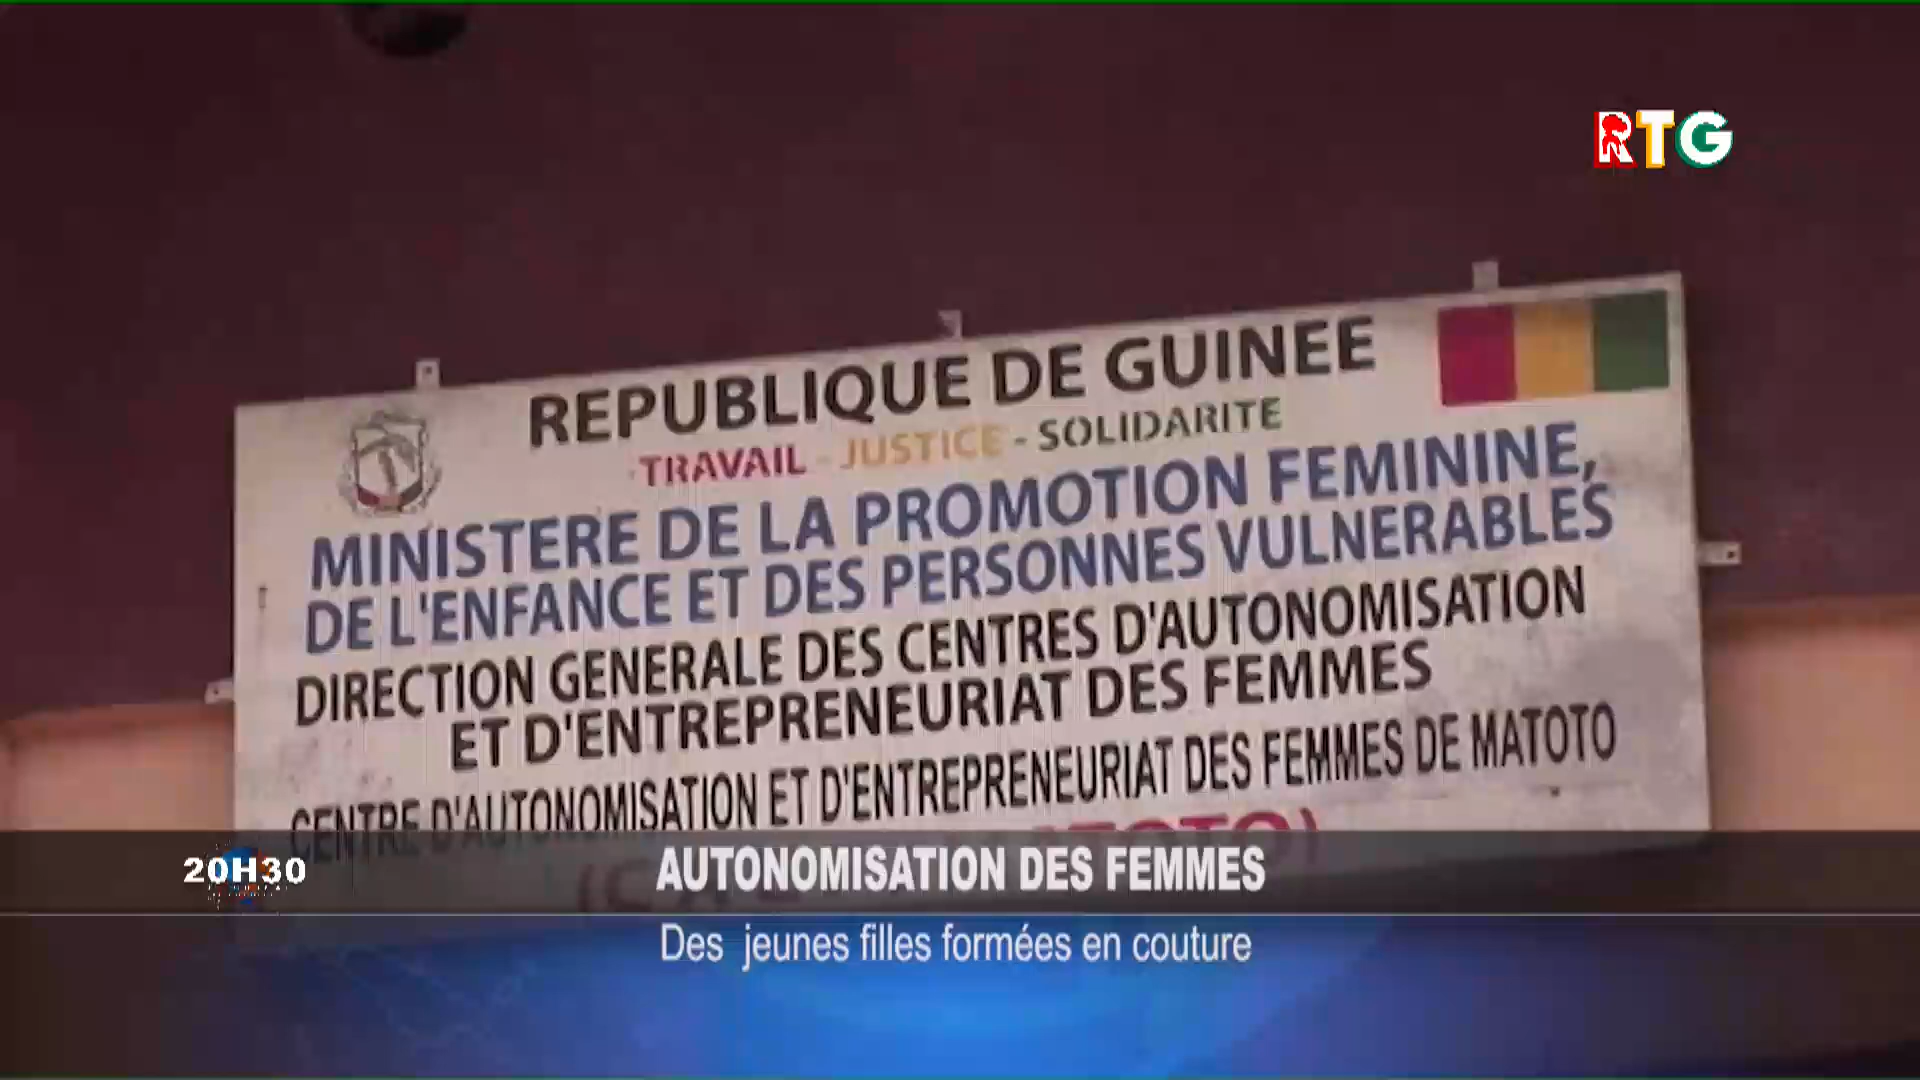 RTG
REPUBLIQUE DE GUINEE
TRAVAIL - JUSTICE - SOLIDARITE
MINISTERE DE LA PROMOTION FEMININE,
DE L'ENFANCE ET DES PERSONNES VULNERABLES
DIRECTION GENERALE DES CENTRES D'AUTONOMISATION
ET D'ENTREPRENEURIAT DES FEMMES
CENTRE D'AUTONOMISATION ET D'ENTREPRENEURIAT DES FEMMES DE MATOTO
20H30
AUTONOMISATION DES FEMMES
Des jeunes filles formées en couture